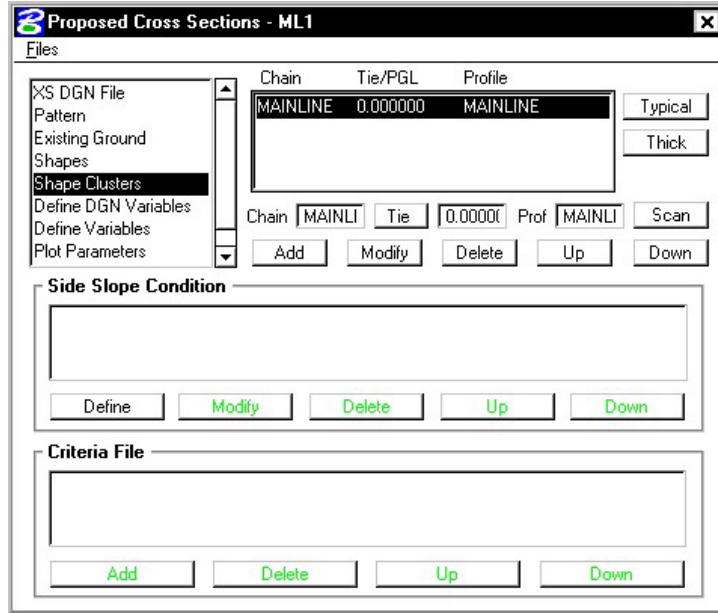 Proposed Cross Sections - ML1
Files
XS DGN File
Pattern
Existing Ground
Shapes
Shape Clusters
Define DGN Variables
Define Variables
Plot Parameters
Chain Tie/PGL Profile
MAINLINE 0.000000 MAINLINE
Typical
Thick
Chain MAINLI Tie 0.0000( Prof MAINLI Scan
Add Modify Delete Up Down
Side Slope Condition
Define Modify Delete Up Down
Criteria File
Add Delete Up Down